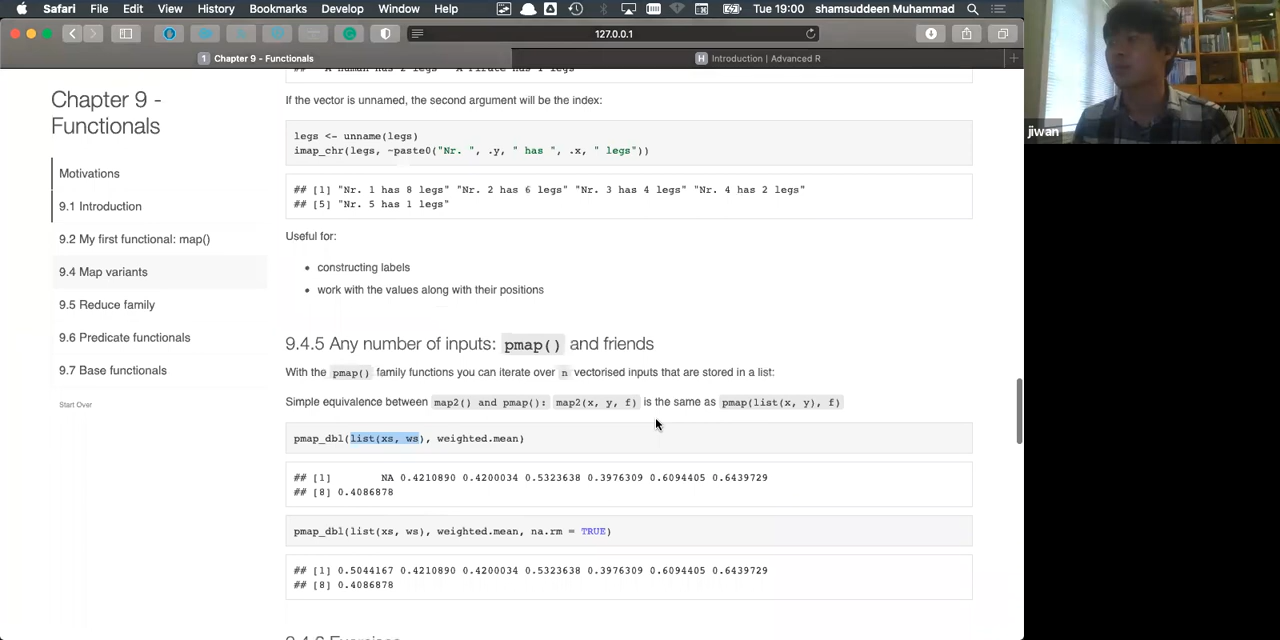 Safari File Edit View History Bookmarks Develop Window Help Tue 19:00 shamsuddeen Muhammad
127.0.0.1
1 Chapter 9 - Functionals
Introduction | Advanced R
Chapter 9 -
Functionals
Motivations
9.1 Introduction
9.2 My first functional: map()
9.4 Map variants
9.5 Reduce family
9.6 Predicate functionals
9.7 Base functionals
Start Over
If the vector is unnamed, the second argument will be the index:
legs <- unname(legs)
imap_chr(legs, ~paste0("Nr. ", .y, " has ", .x, " legs"))
## [1] "Nr. 1 has 8 legs" "Nr. 2 has 6 legs" "Nr. 3 has 4 legs" "Nr. 4 has 2 legs"
## [5] "Nr. 5 has 1 legs"
Useful for:
• constructing labels
• work with the values along with their positions
9.4.5 Any number of inputs: pmap() and friends
With the pmap() family functions you can iterate over n vectorised inputs that are stored in a list:
Simple equivalence between map2() and pmap(): map2(x, y, f) is the same as pmap(list(x, y), f)
pmap_dbl(list(xs, ws), weighted.mean)
## [1] NA 0.4210890 0.4200034 0.5323638 0.3976309 0.6094405 0.6439729
## [8] 0.4086878
pmap_dbl(list(xs, ws), weighted.mean, na.rm = TRUE)
## [1] 0.5044167 0.4210890 0.4200034 0.5323638 0.3976309 0.6094405 0.6439729
## [8] 0.4086878
jiwan